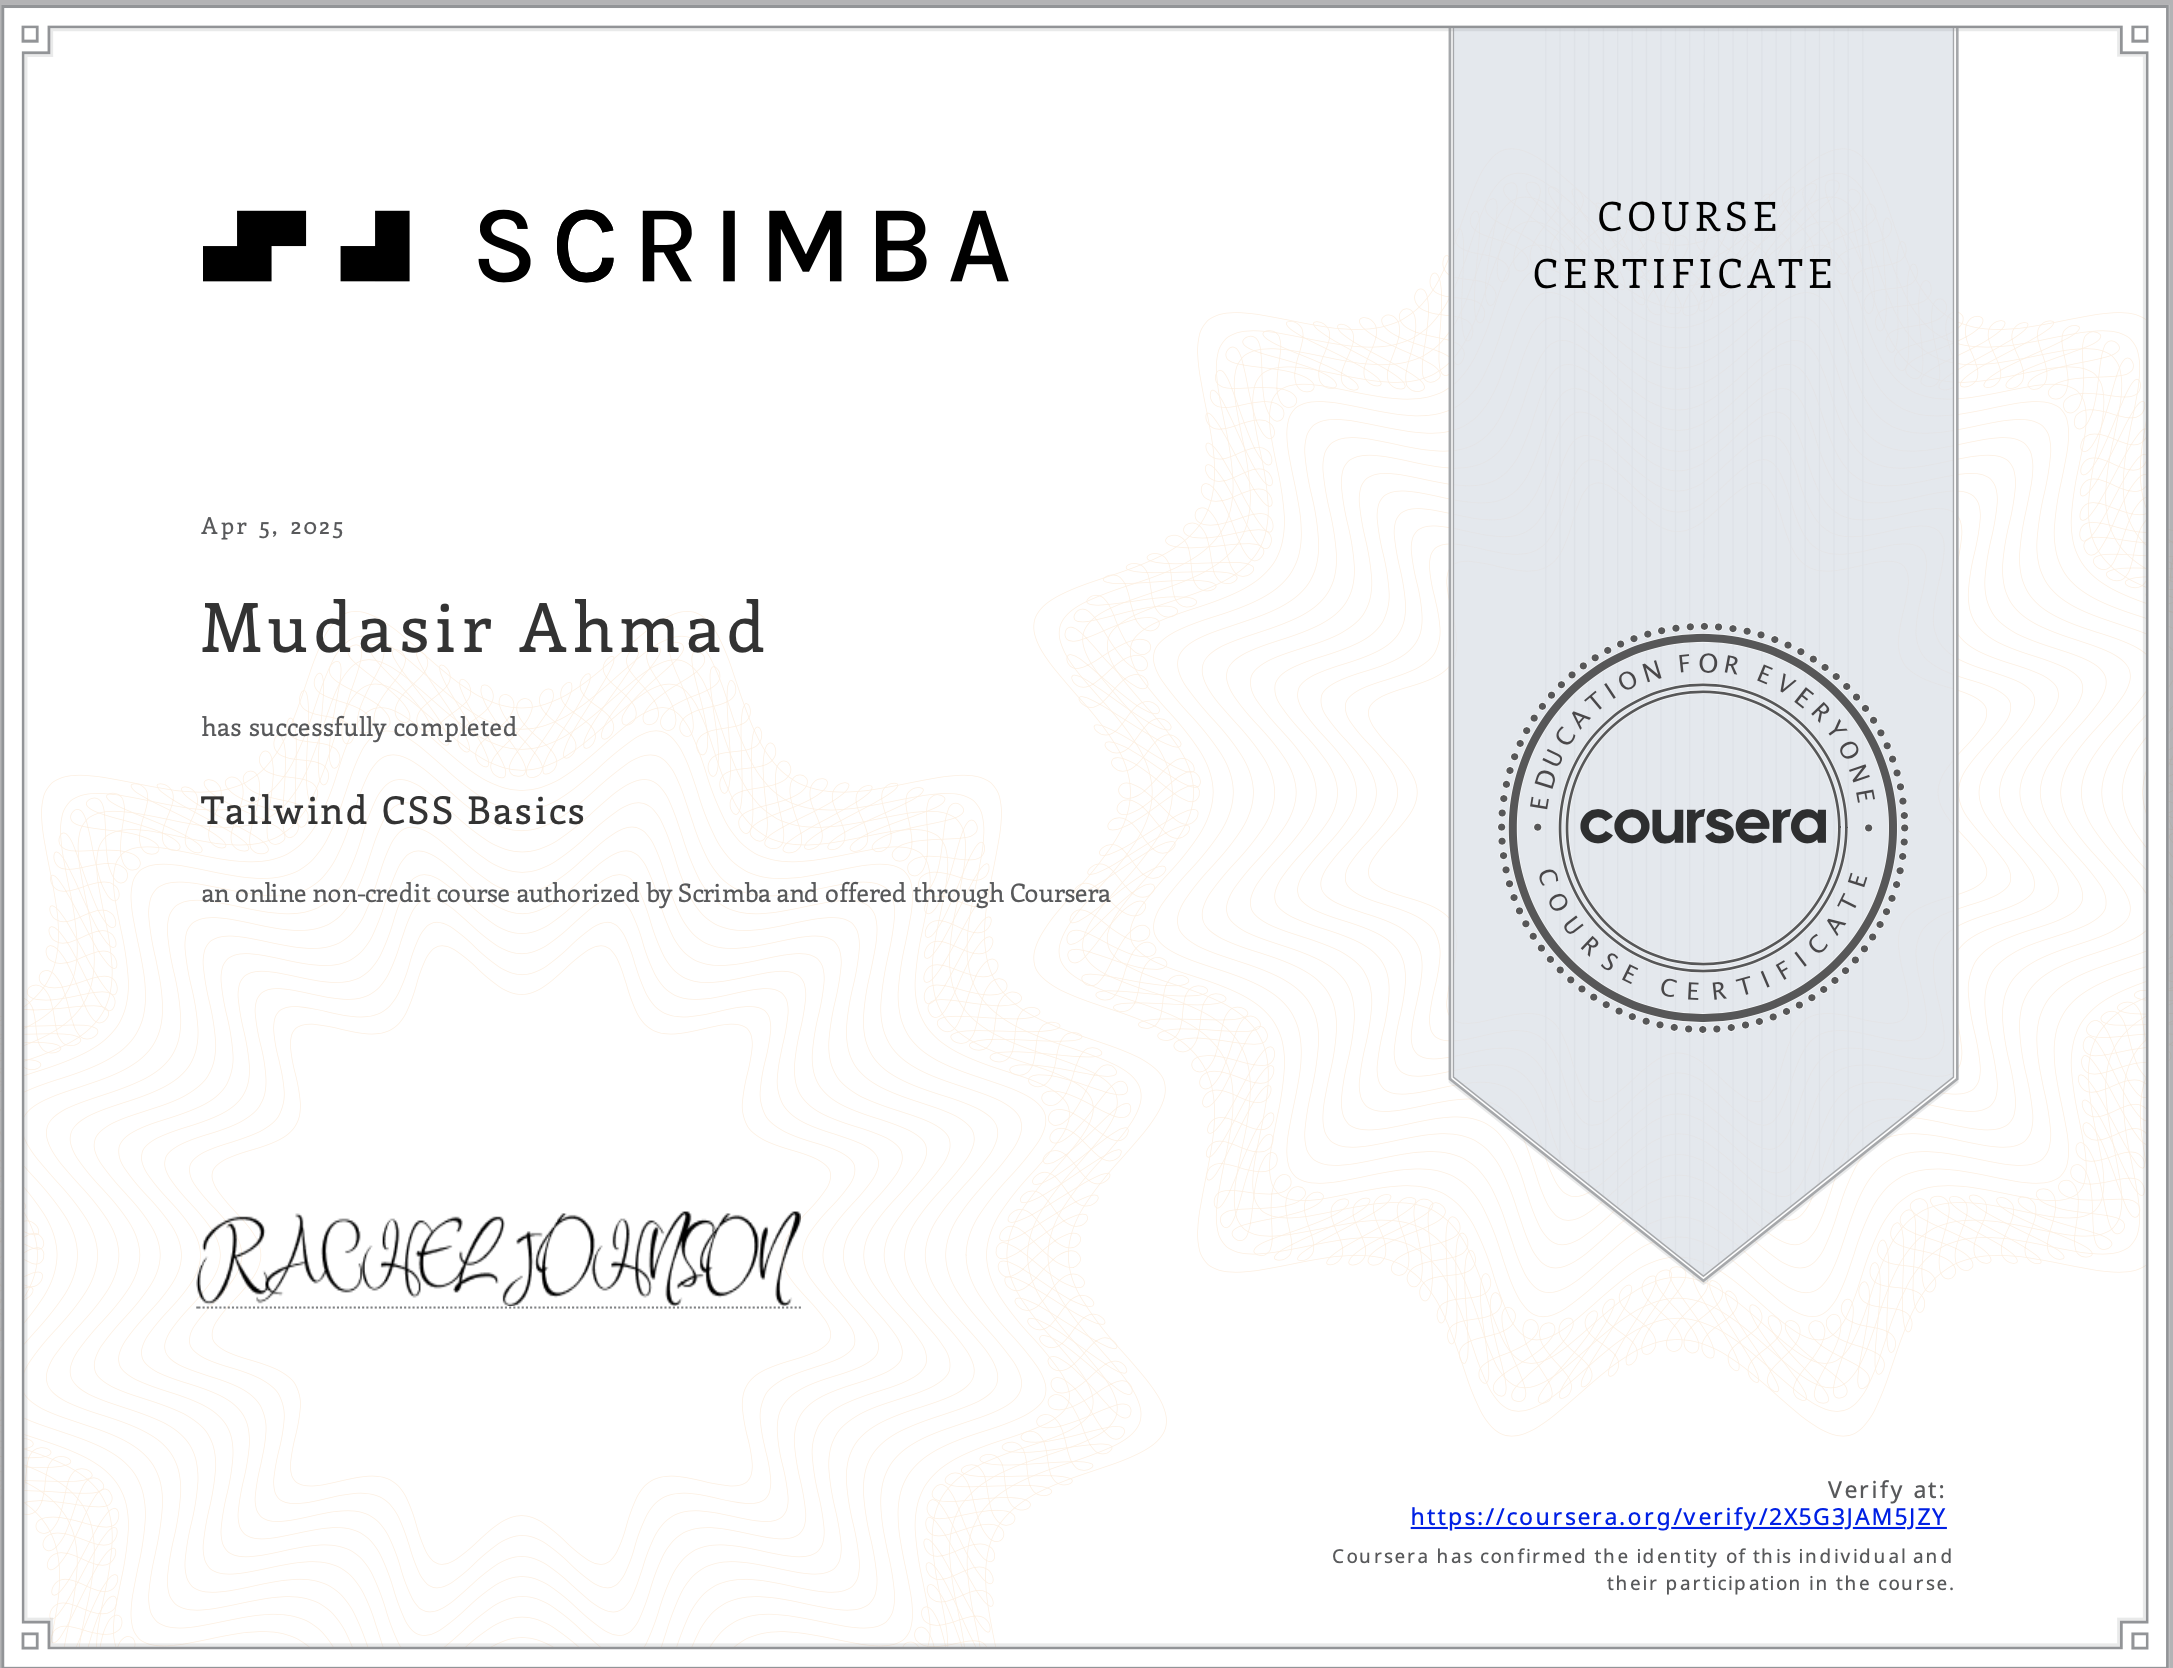 SCRIMBA
COURSE
CERTIFICATE
Apr 5, 2025
Mudasir Ahmad
has successfully completed
Tailwind CSS Basics
an online non-credit course authorized by Scrimba and offered through Coursera
EDUCATION FOR EVERYONE
coursera
COURSE CERTIFICATE
RACHEL JOHNSON
Verify at:
https://coursera.org/verify/2X5G3JAM5JZY
Coursera has confirmed the identity of this individual and
their participation in the course.